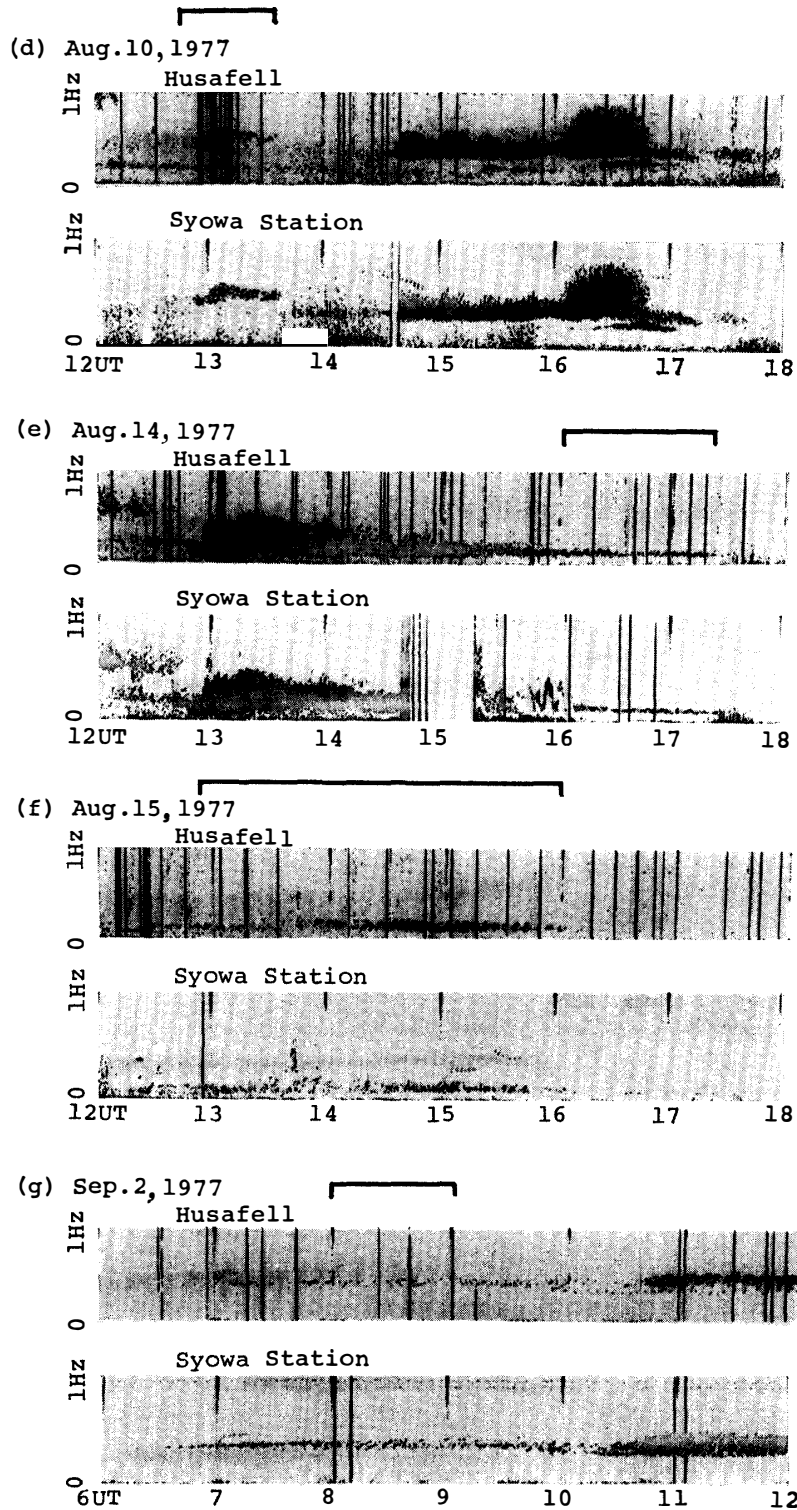 (d) Aug.10,1977
Husafell
1Hz
0
Syowa Station
1Hz
0
12UT 13 14 15 16 17 18
(e) Aug.14,1977
Husafell
1Hz
0
Syowa Station
1Hz
0
12UT 13 14 15 16 17 18
(f) Aug.15,1977
Husafell
1Hz
0
Syowa Station
1Hz
0
12UT 13 14 15 16 17 18
(g) Sep.2,1977
Husafell
1Hz
0
Syowa Station
1Hz
0
6UT 7 8 9 10 11 12